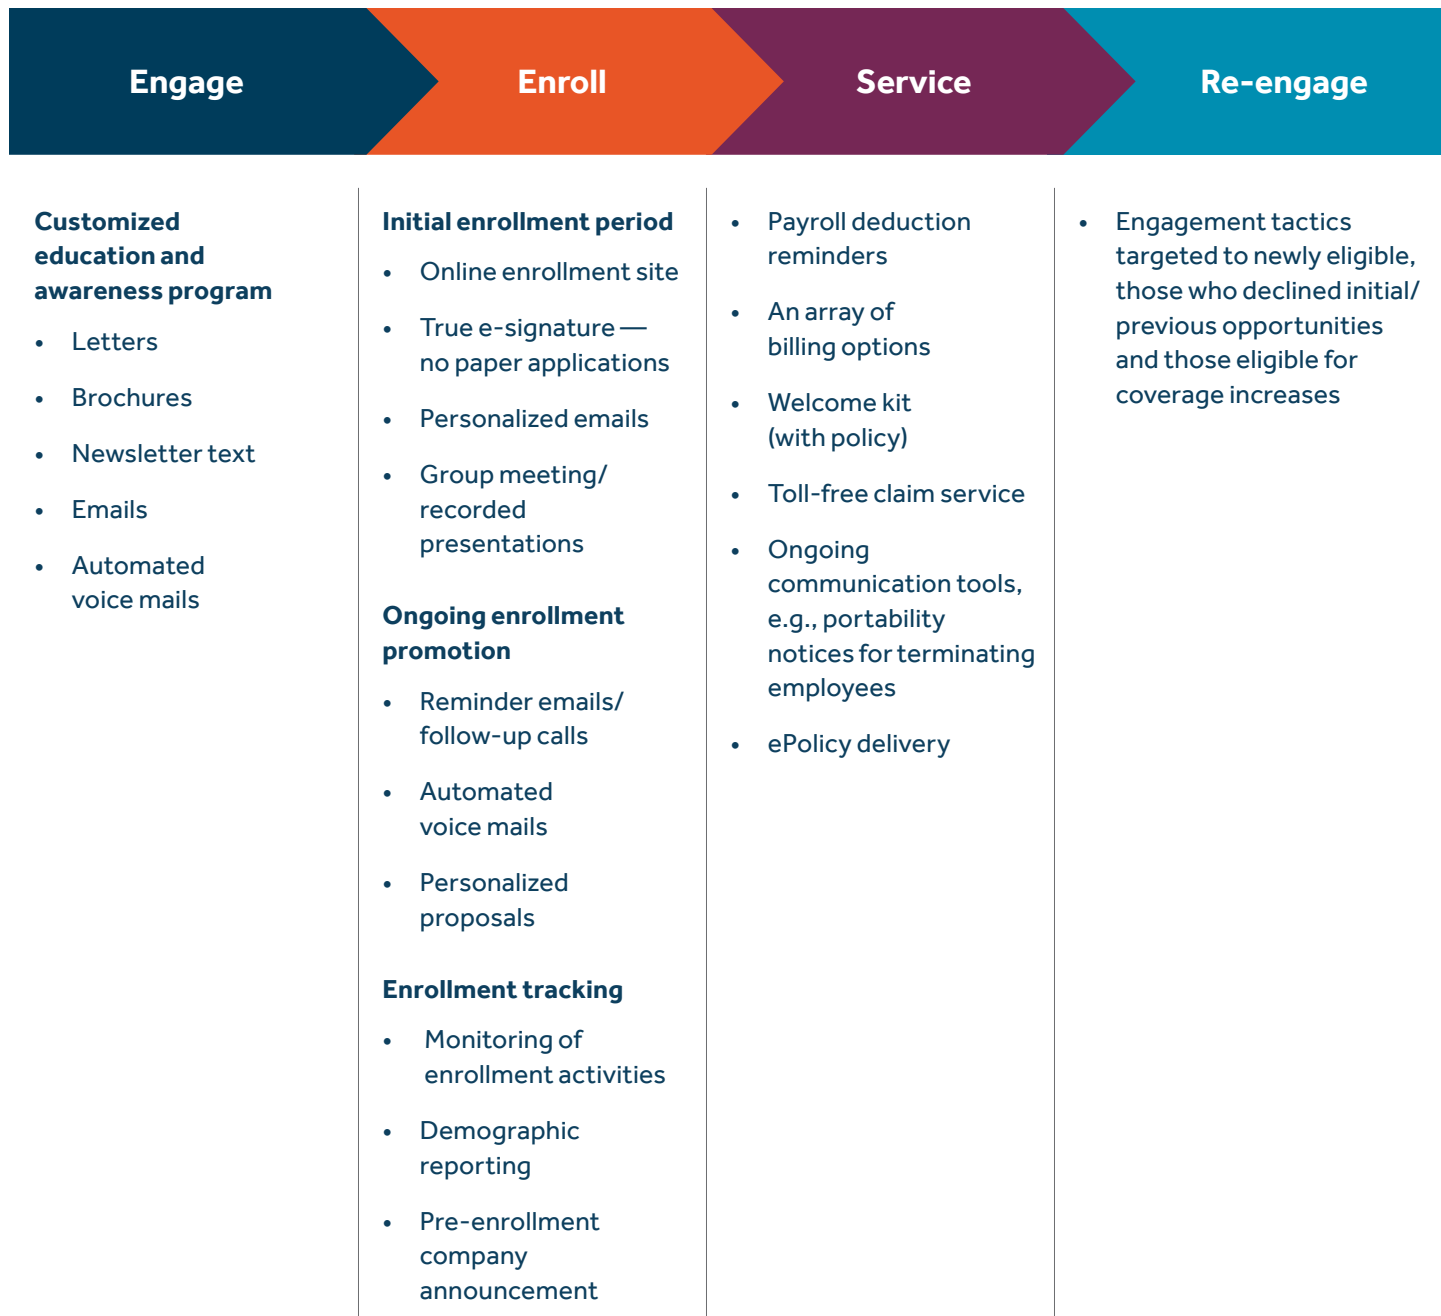 Engage
Enroll
Service
Re-engage
Customized
education and
awareness program
• Letters
• Brochures
• Newsletter text
• Emails
• Automated
voice mails
Initial enrollment period
• Online enrollment site
• True e-signature —
no paper applications
• Personalized emails
• Group meeting/
recorded
presentations
Ongoing enrollment
promotion
• Reminder emails/
follow-up calls
• Automated
voice mails
• Personalized
proposals
Enrollment tracking
• Monitoring of
enrollment activities
• Demographic
reporting
• Pre-enrollment
company
announcement
• Payroll deduction
reminders
• An array of
billing options
• Welcome kit
(with policy)
• Toll-free claim service
• Ongoing
communication tools,
e.g., portability
notices for terminating
employees
• ePolicy delivery
• Engagement tactics
targeted to newly eligible,
those who declined initial/
previous opportunities
and those eligible for
coverage increases